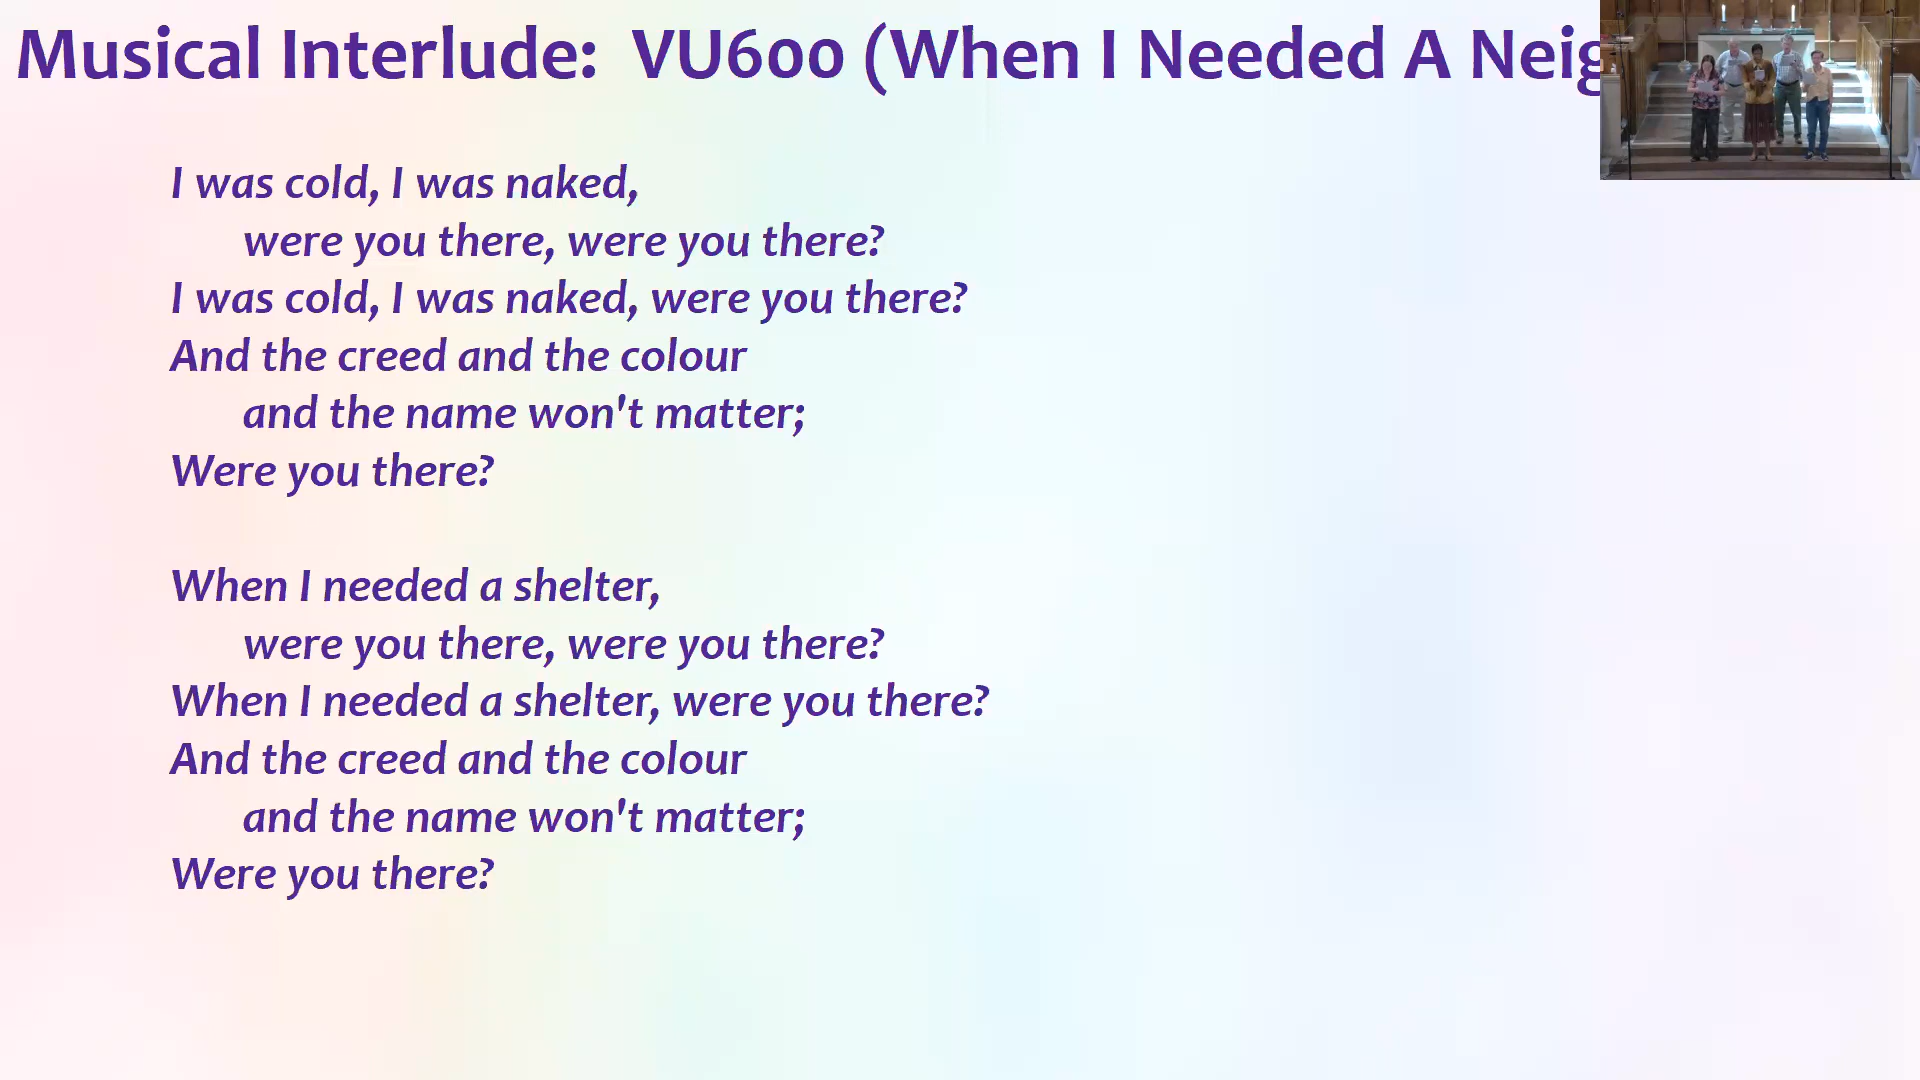 Musical Interlude: VU600 (When I Needed A Neig
I was cold, I was naked,
were you there, were you there?
I was cold, I was naked, were you there?
And the creed and the colour
and the name won't matter;
Were you there?
When I needed a shelter,
were you there, were you there?
When I needed a shelter, were you there?
And the creed and the colour
and the name won't matter;
Were you there?